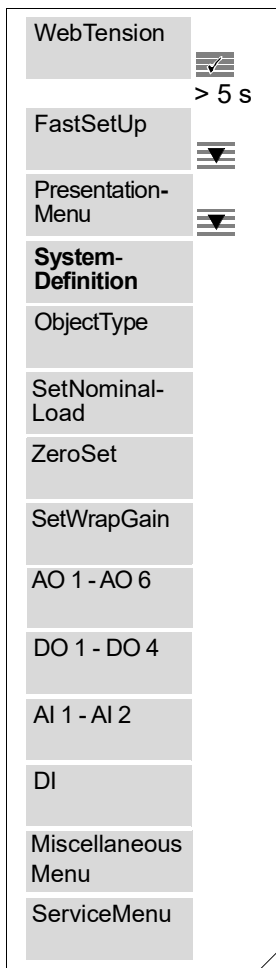 WebTension
> 5 s
FastSetUp
Presentation-
Menu
System-
Definition
ObjectType
SetNominal-
Load
ZeroSet
SetWrapGain
AO 1 - AO 6
DO 1 - DO 4
AI 1 - AI 2
DI
Miscellaneous
Menu
ServiceMenu